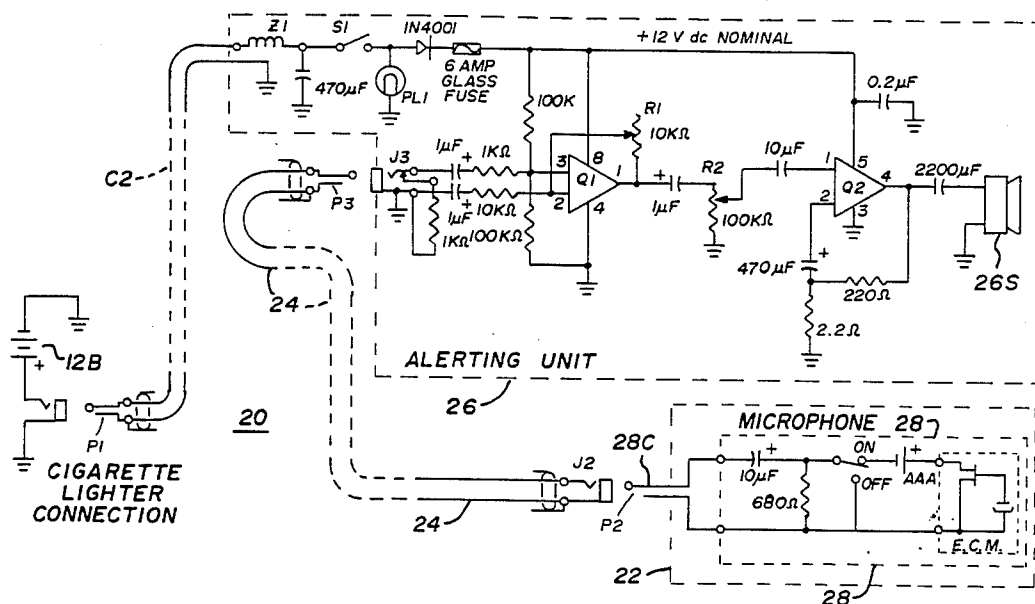 Z1
S1
1N4001
+12 V dc NOMINAL
470µF
PL1
6 AMP
GLASS
FUSE
100K
0.2µF
R1
10KΩ
C2
P3
J3
1µF
1KΩ
3
8
Q1
1
2
4
1µF
10KΩ
100KΩ
1KΩ
1µF
R2
100KΩ
10µF
1
5
Q2
4
2
3
2200µF
26S
470µF
220Ω
2.2Ω
24
12B
+
P1
CIGARETTE
LIGHTER
CONNECTION
20
ALERTING UNIT
26
24
J2
P2
28C
MICROPHONE 28
10µF
680Ω
ON
OFF
AAA
E.C.M.
22
28